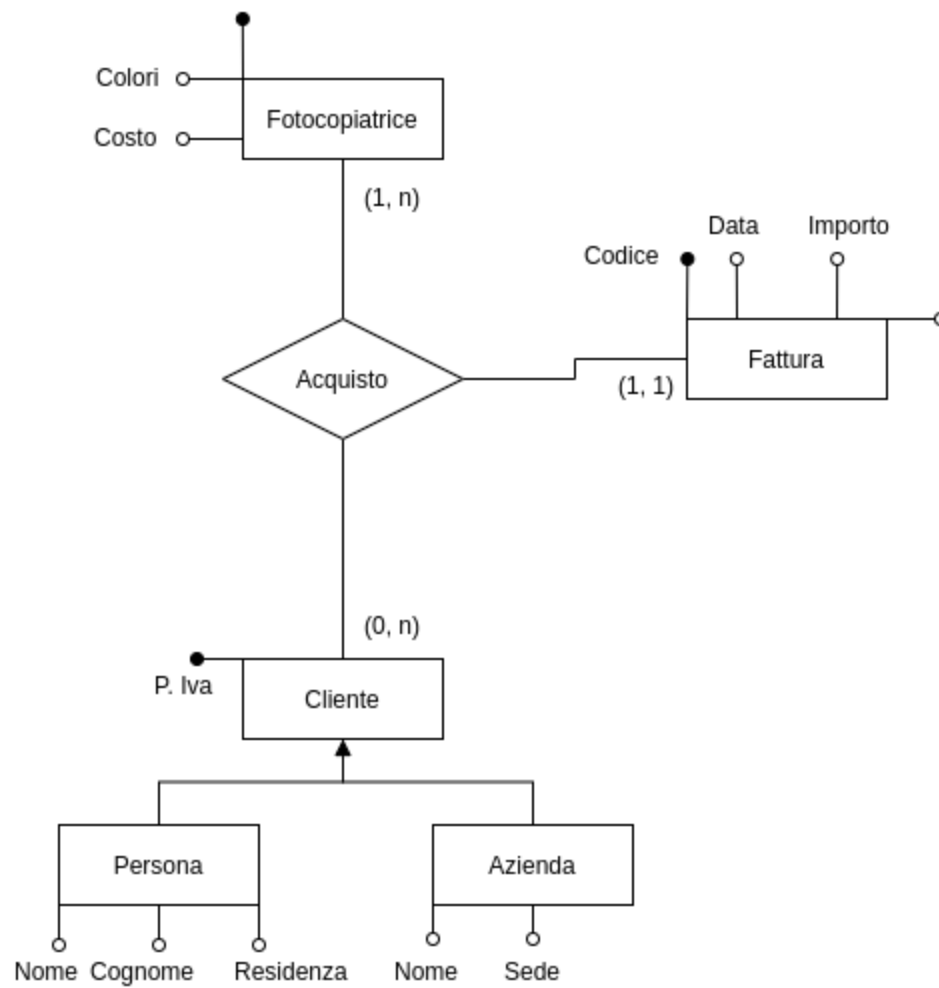 Colori
Fotocopiatrice
Costo
(1, n)
Data
Importo
Codice
Acquisto
Fattura
(1, 1)
(0, n)
P. Iva
Cliente
Persona
Azienda
Nome
Cognome
Residenza
Nome
Sede